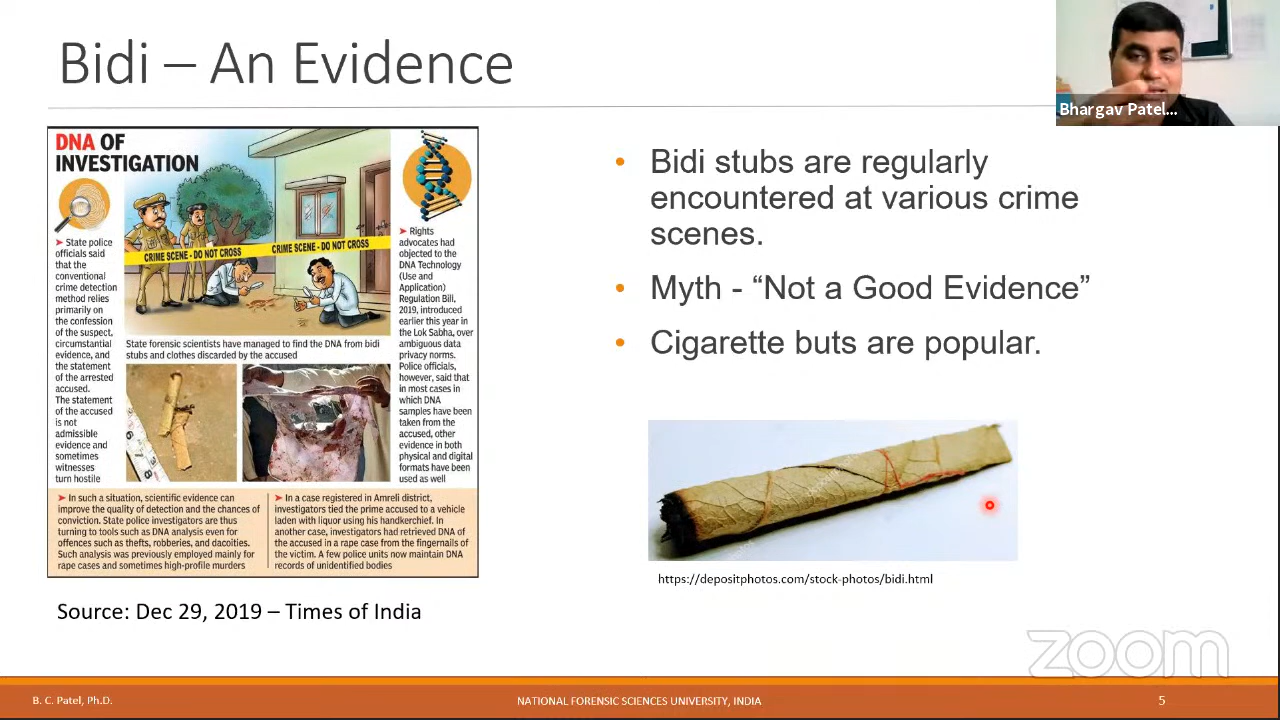 Bidi – An Evidence
Bhargav Patel...
DNA OF
INVESTIGATION
➤ State police
officials said
that the
conventional
crime detection
method relies
primarily on
the confession
of the suspect,
circumstantial
evidence, and
the statement
of the arrested
accused.
The statement
of the accused
is not
admissible
evidence and
sometimes
witnesses
turn hostile
CRIME SCENE - DO NOT CROSS
CRIME SCENE - DO NOT CROSS
State forensic scientists have managed to find the DNA from bidi
stubs and clothes discarded by the accused
➤ Rights
advocates had
objected to the
DNA Technology
(Use and
Application)
Regulation Bill,
2019, introduced
earlier this year in
the Lok Sabha, over
ambiguous data
privacy norms.
Police officials,
however, said that
in most cases in
which DNA
samples have been
taken from the
accused, other
evidence in both
physical and digital
formats have been
used as well
➤ In such a situation, scientific evidence can
improve the quality of detection and the chances of
conviction. State police investigators are thus
turning to tools such as DNA analysis even for
offences such as thefts, robberies, and dacoities.
Such analysis was previously employed mainly for
rape cases and sometimes high-profile murders
➤ In a case registered in Amreli district,
investigators tied the prime accused to a vehicle
laden with liquor using his handkerchief. In
another case, investigators had retrieved DNA of
the accused in a rape case from the fingernails of
the victim. A few police units now maintain DNA
records of unidentified bodies
Source: Dec 29, 2019 – Times of India
• Bidi stubs are regularly
encountered at various crime
scenes.
• Myth - “Not a Good Evidence”
• Cigarette buts are popular.
https://depositphotos.com/stock-photos/bidi.html
zoom
B. C. Patel, Ph.D.
NATIONAL FORENSIC SCIENCES UNIVERSITY, INDIA
5